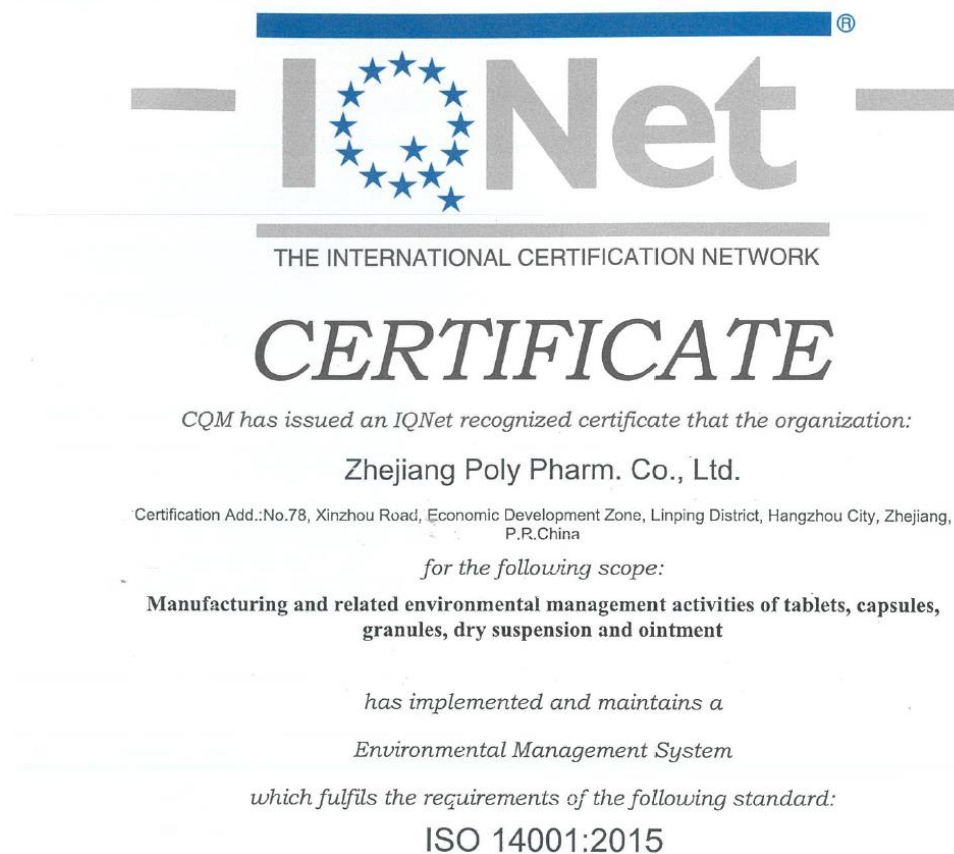 IQNet ®
THE INTERNATIONAL CERTIFICATION NETWORK
CERTIFICATE
CQM has issued an IQNet recognized certificate that the organization:
Zhejiang Poly Pharm. Co., Ltd.
Certification Add.:No.78, Xinzhou Road, Economic Development Zone, Linping District, Hangzhou City, Zhejiang,
P.R.China
for the following scope:
Manufacturing and related environmental management activities of tablets, capsules,
granules, dry suspension and ointment
has implemented and maintains a
Environmental Management System
which fulfils the requirements of the following standard:
ISO 14001:2015